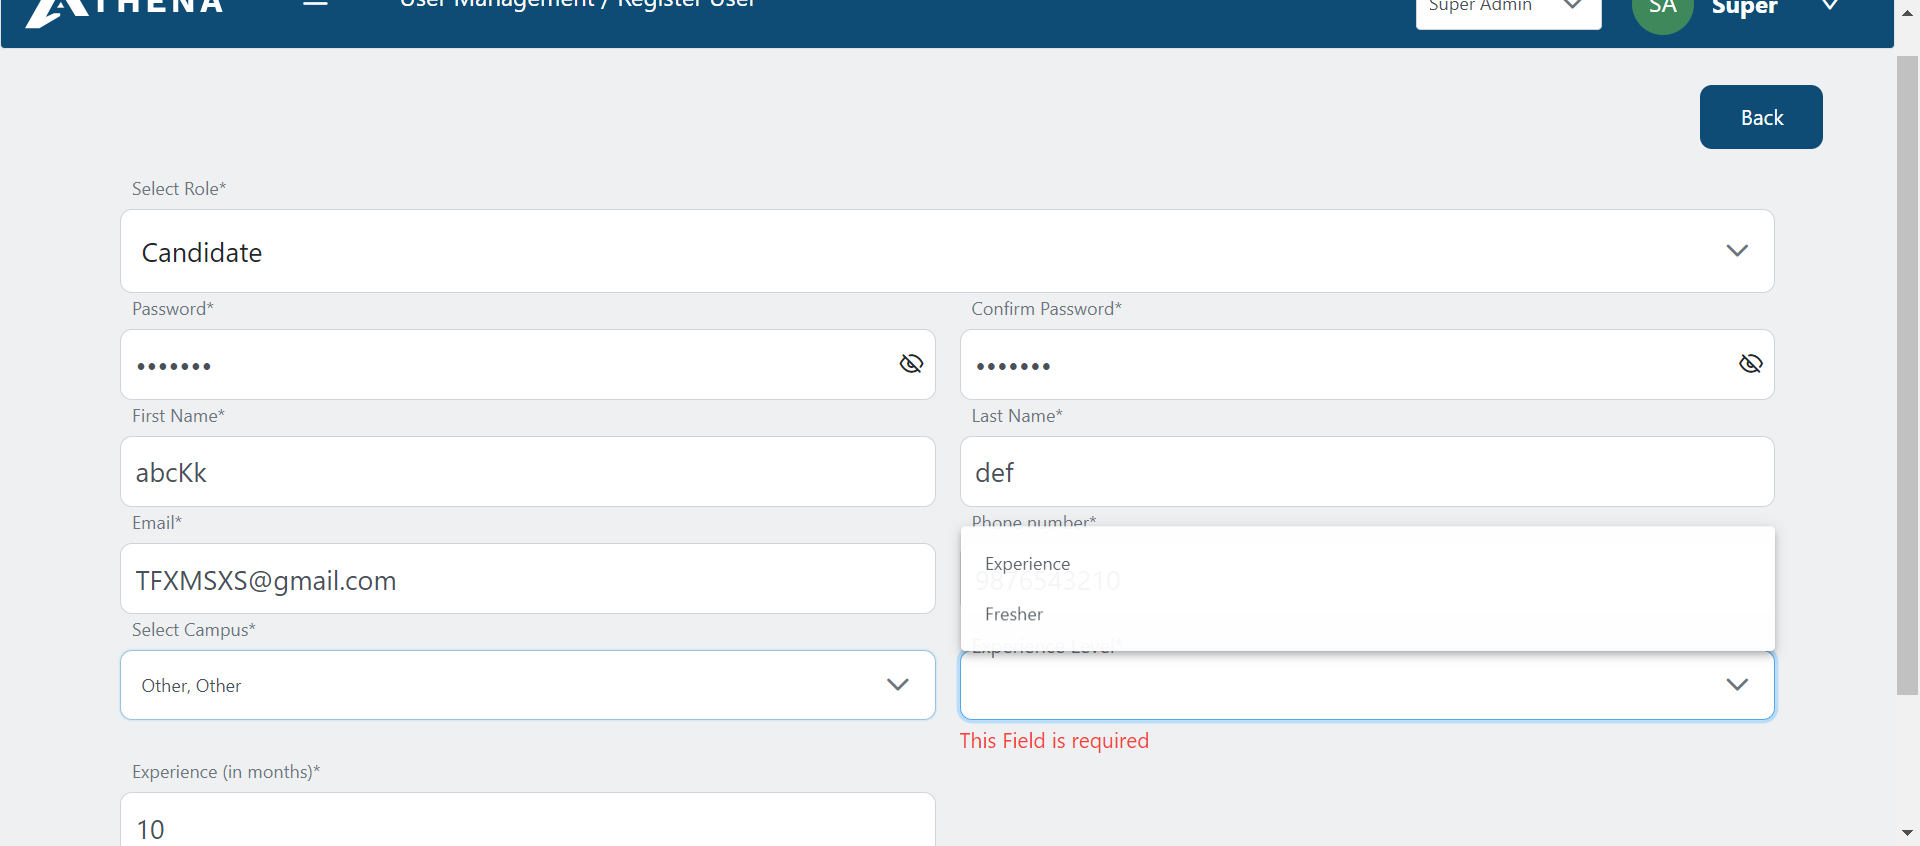 ATHENA
User Management / Register User
Super Admin
SA
Super
Back
Select Role*
Candidate
Password*
Confirm Password*
•••••••
•••••••
First Name*
Last Name*
abcKk
def
Email*
Phone number*
TFXMSXS@gmail.com
Experience
9876543210
Fresher
Select Campus*
Experience Level*
Other, Other
This Field is required
Experience (in months)*
10